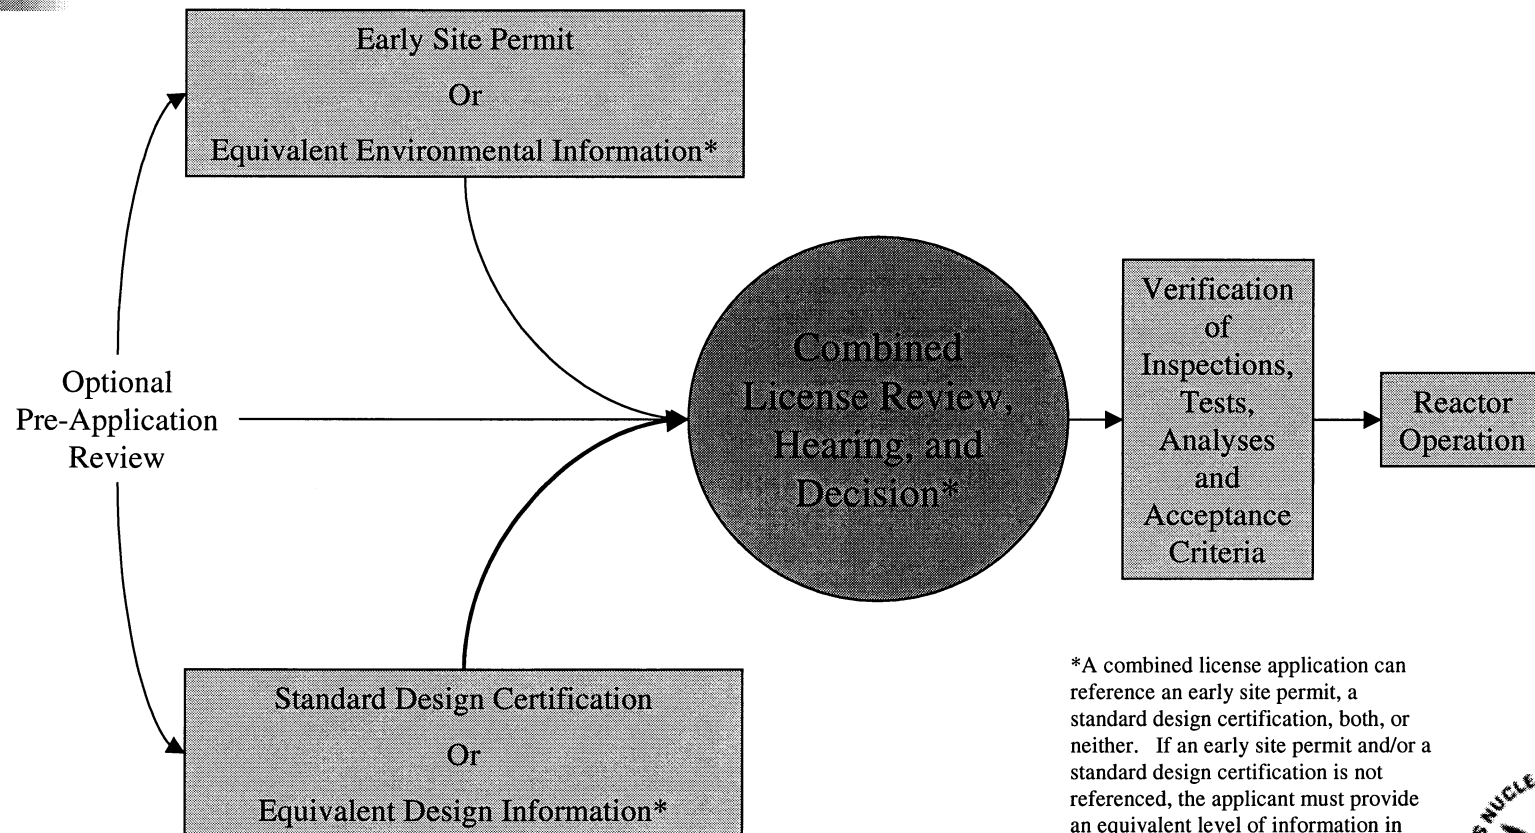 Early Site Permit
Or
Equivalent Environmental Information*
Optional
Pre-Application
Review
Combined
License Review,
Hearing, and
Decision*
Verification
of
Inspections,
Tests,
Analyses
and
Acceptance
Criteria
Reactor
Operation
Standard Design Certification
Or
Equivalent Design Information*
*A combined license application can
reference an early site permit, a
standard design certification, both, or
neither. If an early site permit and/or a
standard design certification is not
referenced, the applicant must provide
an equivalent level of information in